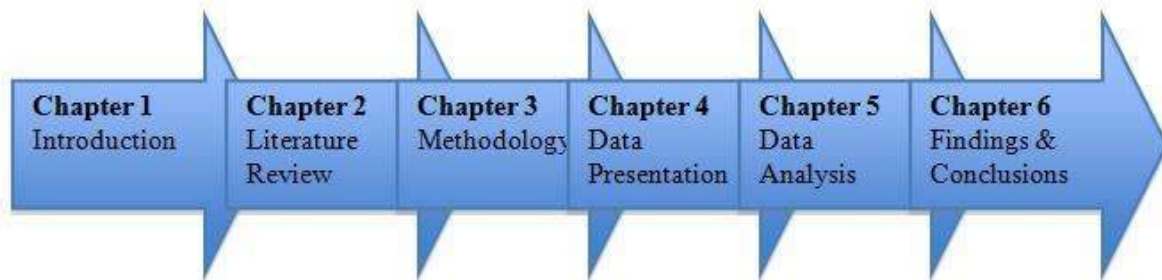 Chapter 1
Introduction
Chapter 2
Literature
Review
Chapter 3
Methodology
Chapter 4
Data
Presentation
Chapter 5
Data
Analysis
Chapter 6
Findings &
Conclusions